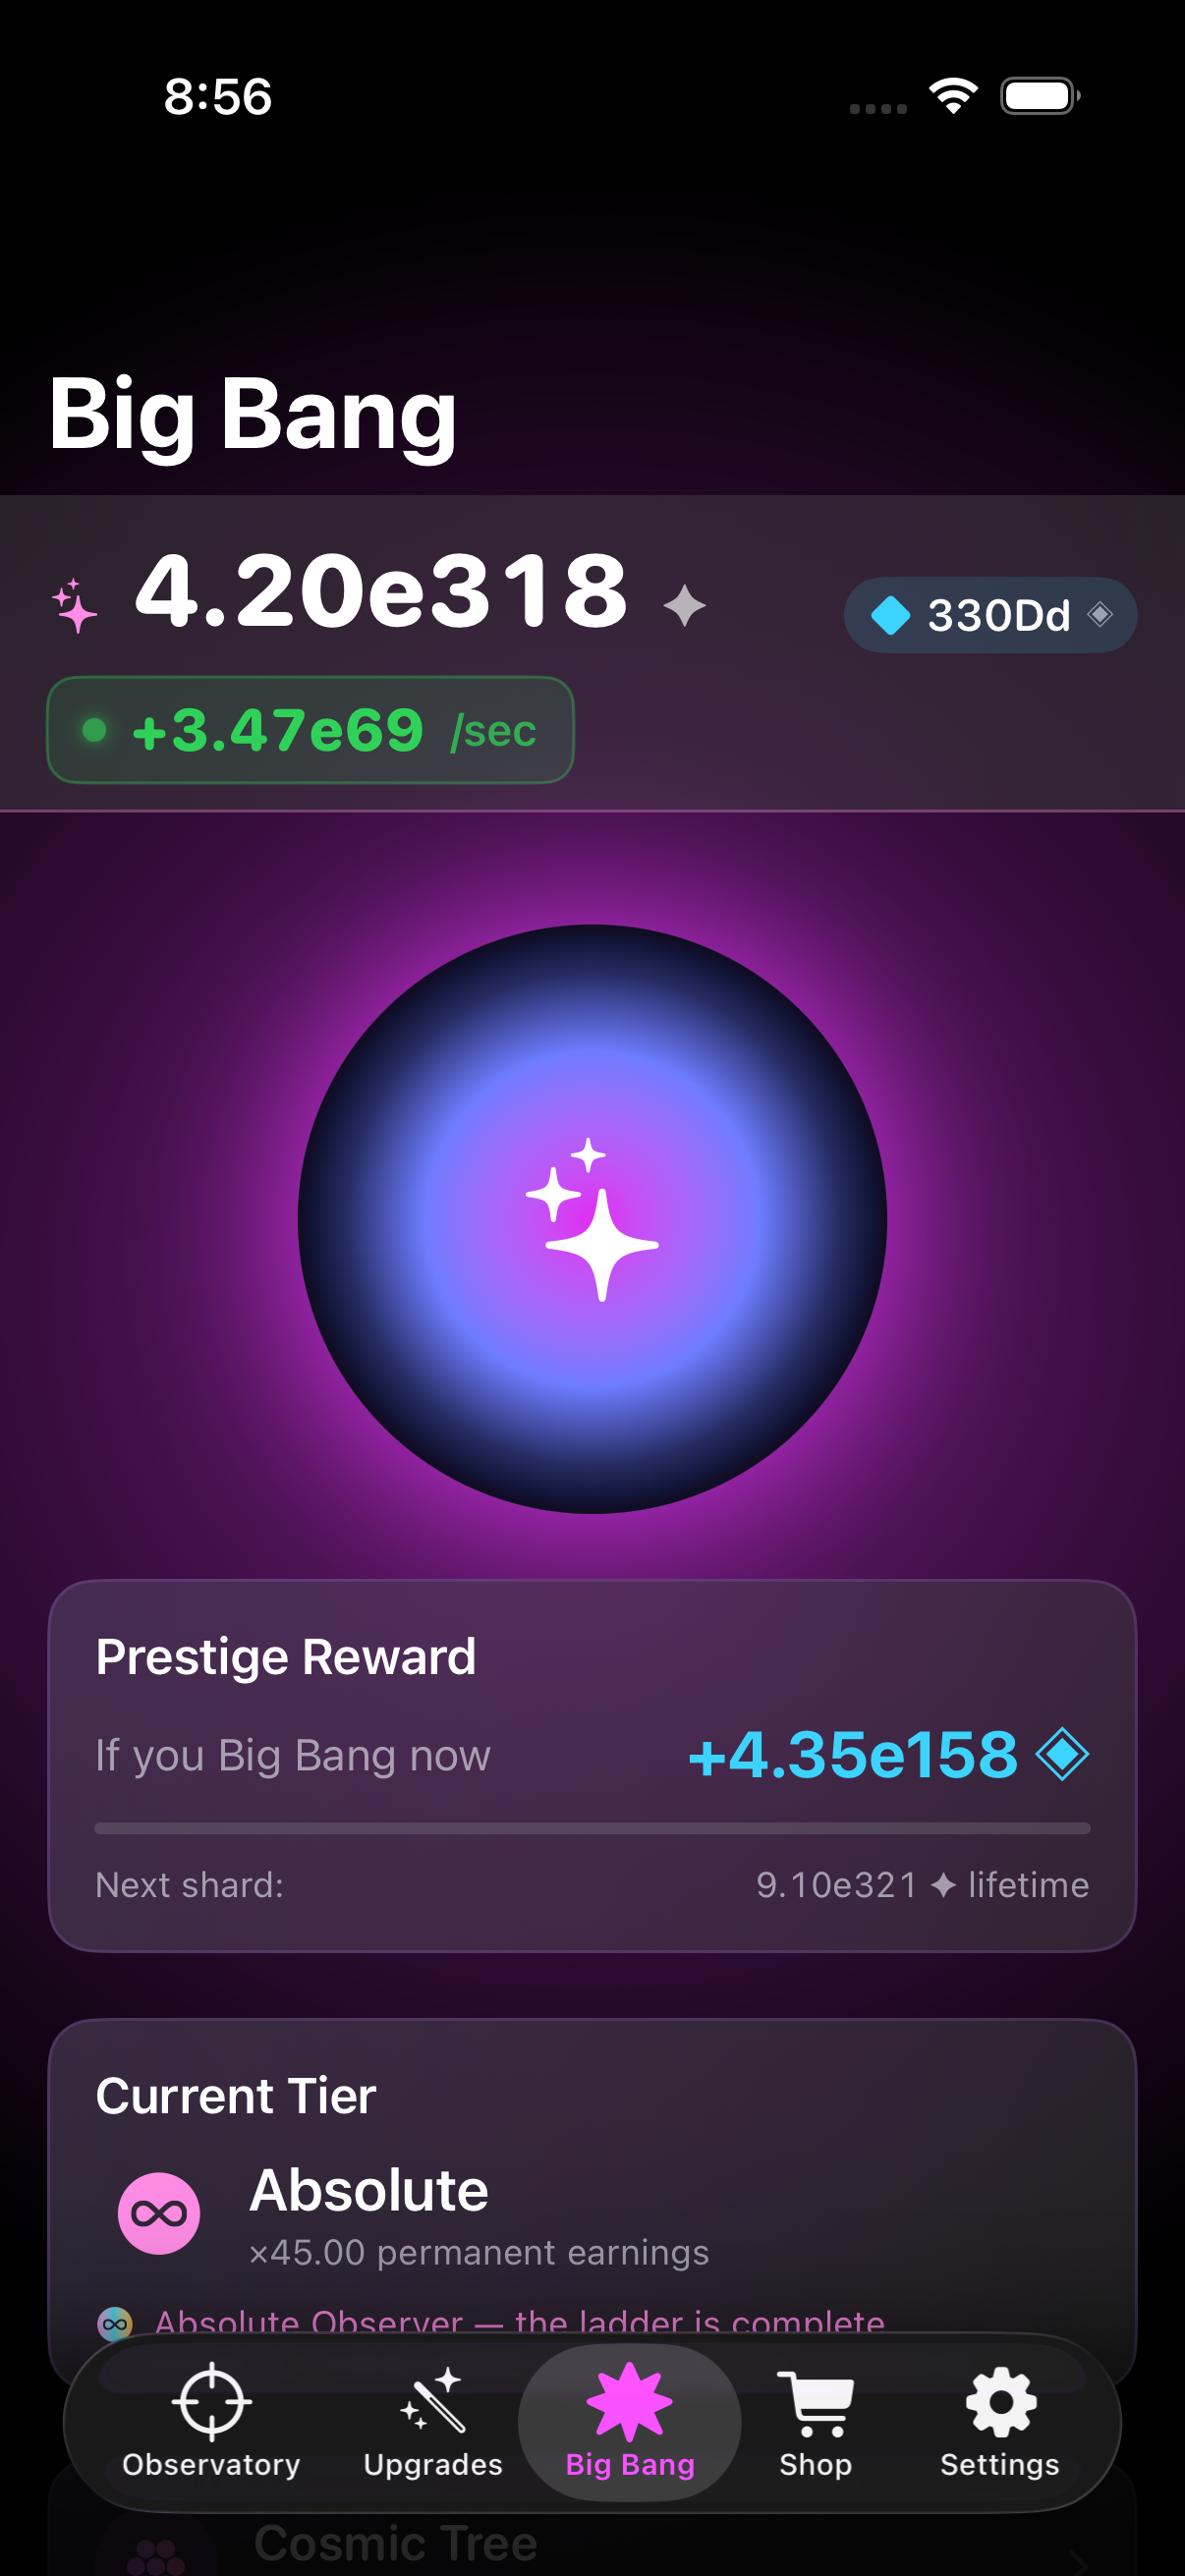 8:56
Big Bang
4.20e318
330Dd
+3.47e69 /sec
Prestige Reward
If you Big Bang now
+4.35e158
Next shard:
9.10e321 ✦ lifetime
Current Tier
Absolute
×45.00 permanent earnings
Absolute Observer — the ladder is complete
Observatory
Upgrades
Big Bang
Shop
Settings
Cosmic Tree